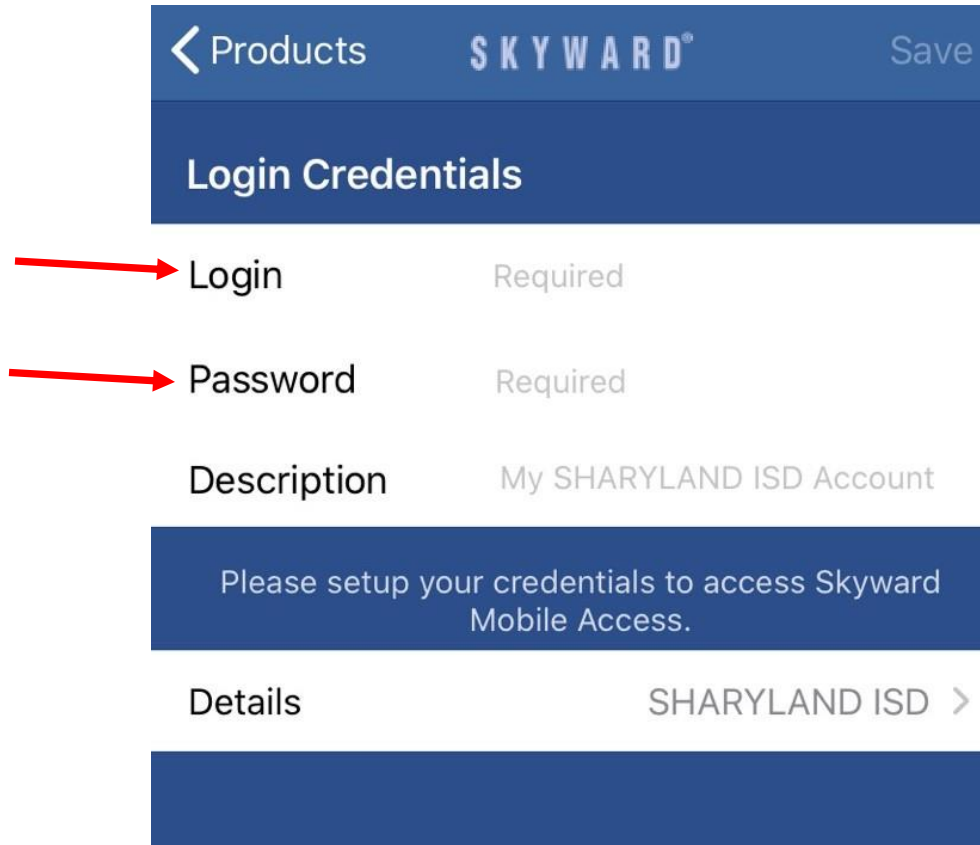 Products SKYWARD® Save
Login Credentials
Login Required
Password Required
Description My SHARYLAND ISD Account
Please setup your credentials to access Skyward
Mobile Access.
Details SHARYLAND ISD